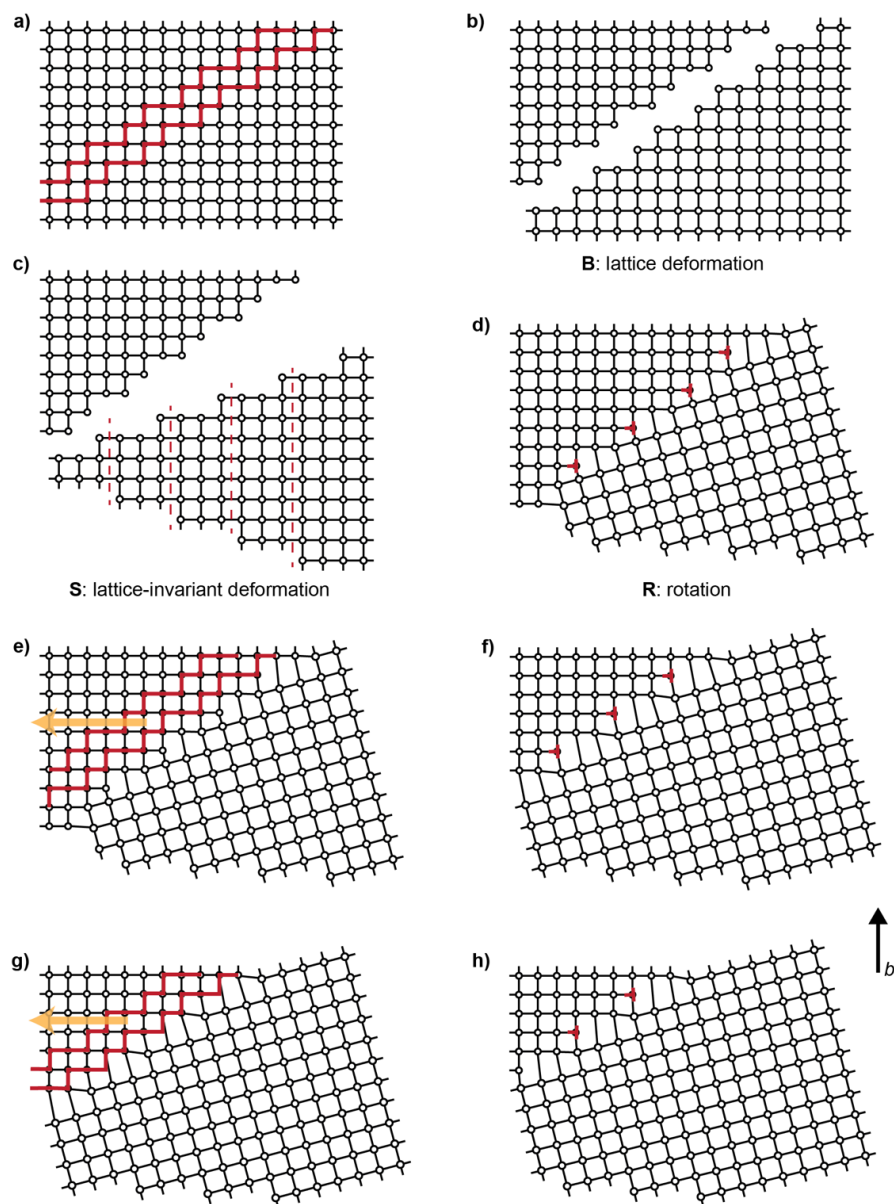 a)
b)
B: lattice deformation
c)
d)
S: lattice-invariant deformation
R: rotation
e)
f)
g)
h)
b